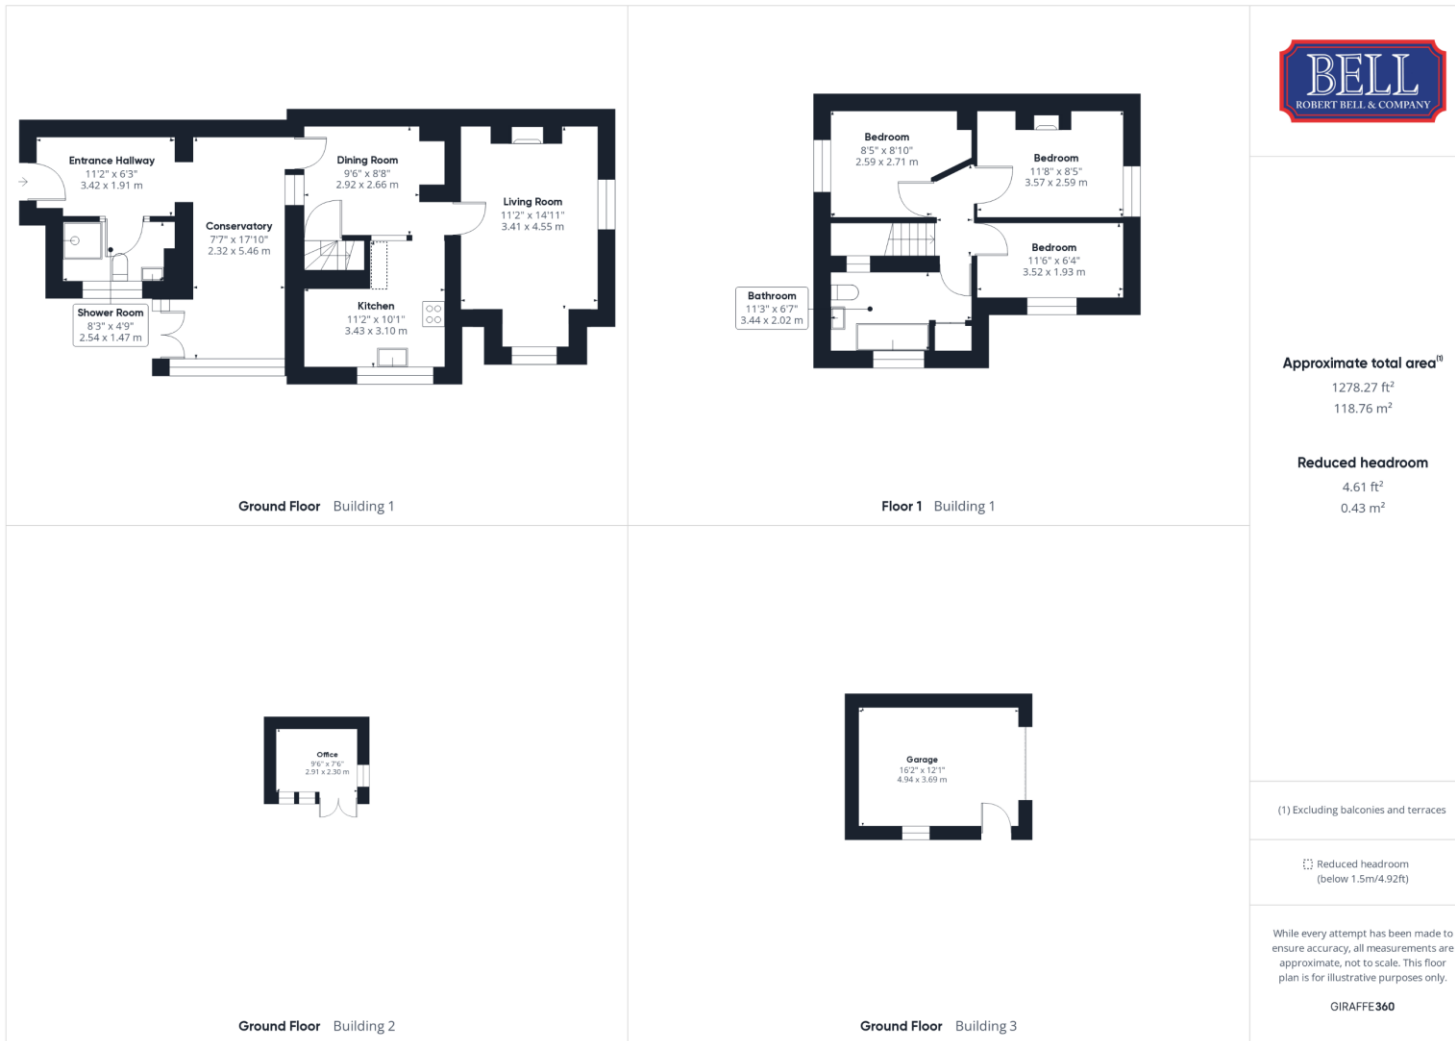 Entrance Hallway
11'2" x 6'3"
3.42 x 1.91 m
Conservatory
7'7" x 17'10"
2.32 x 5.46 m
Shower Room
8'3" x 4'9"
2.54 x 1.47 m
Dining Room
9'6" x 8'8"
2.92 x 2.66 m
Kitchen
11'2" x 10'1"
3.43 x 3.10 m
Living Room
11'2" x 14'11"
3.41 x 4.55 m
Ground Floor Building 1
Bedroom
8'5" x 8'10"
2.59 x 2.71 m
Bedroom
11'8" x 8'5"
3.57 x 2.59 m
Bedroom
11'6" x 6'4"
3.52 x 1.93 m
Bathroom
11'3" x 6'7"
3.44 x 2.02 m
Floor 1 Building 1
Office
9'6" x 7'6"
2.91 x 2.30 m
Ground Floor Building 2
Garage
16'2" x 12'1"
4.94 x 3.69 m
Ground Floor Building 3
BELL
ROBERT BELL & COMPANY
Approximate total area⁽¹⁾
1278.27 ft²
118.76 m²
Reduced headroom
4.61 ft²
0.43 m²
(1) Excluding balconies and terraces
Reduced headroom
(below 1.5m/4.92ft)
While every attempt has been made to
ensure accuracy, all measurements are
approximate, not to scale. This floor
plan is for illustrative purposes only.
GIRAFFE360